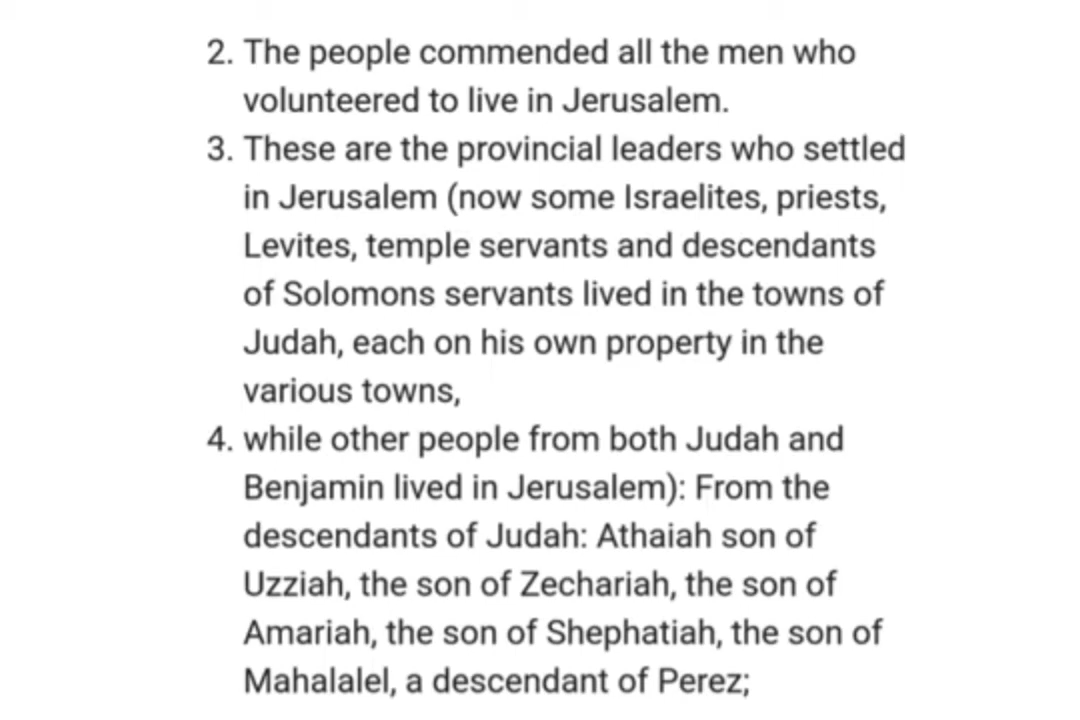 2. The people commended all the men who
volunteered to live in Jerusalem.
3. These are the provincial leaders who settled
in Jerusalem (now some Israelites, priests,
Levites, temple servants and descendants
of Solomons servants lived in the towns of
Judah, each on his own property in the
various towns,
4. while other people from both Judah and
Benjamin lived in Jerusalem): From the
descendants of Judah: Athaiah son of
Uzziah, the son of Zechariah, the son of
Amariah, the son of Shephatiah, the son of
Mahalalel, a descendant of Perez;